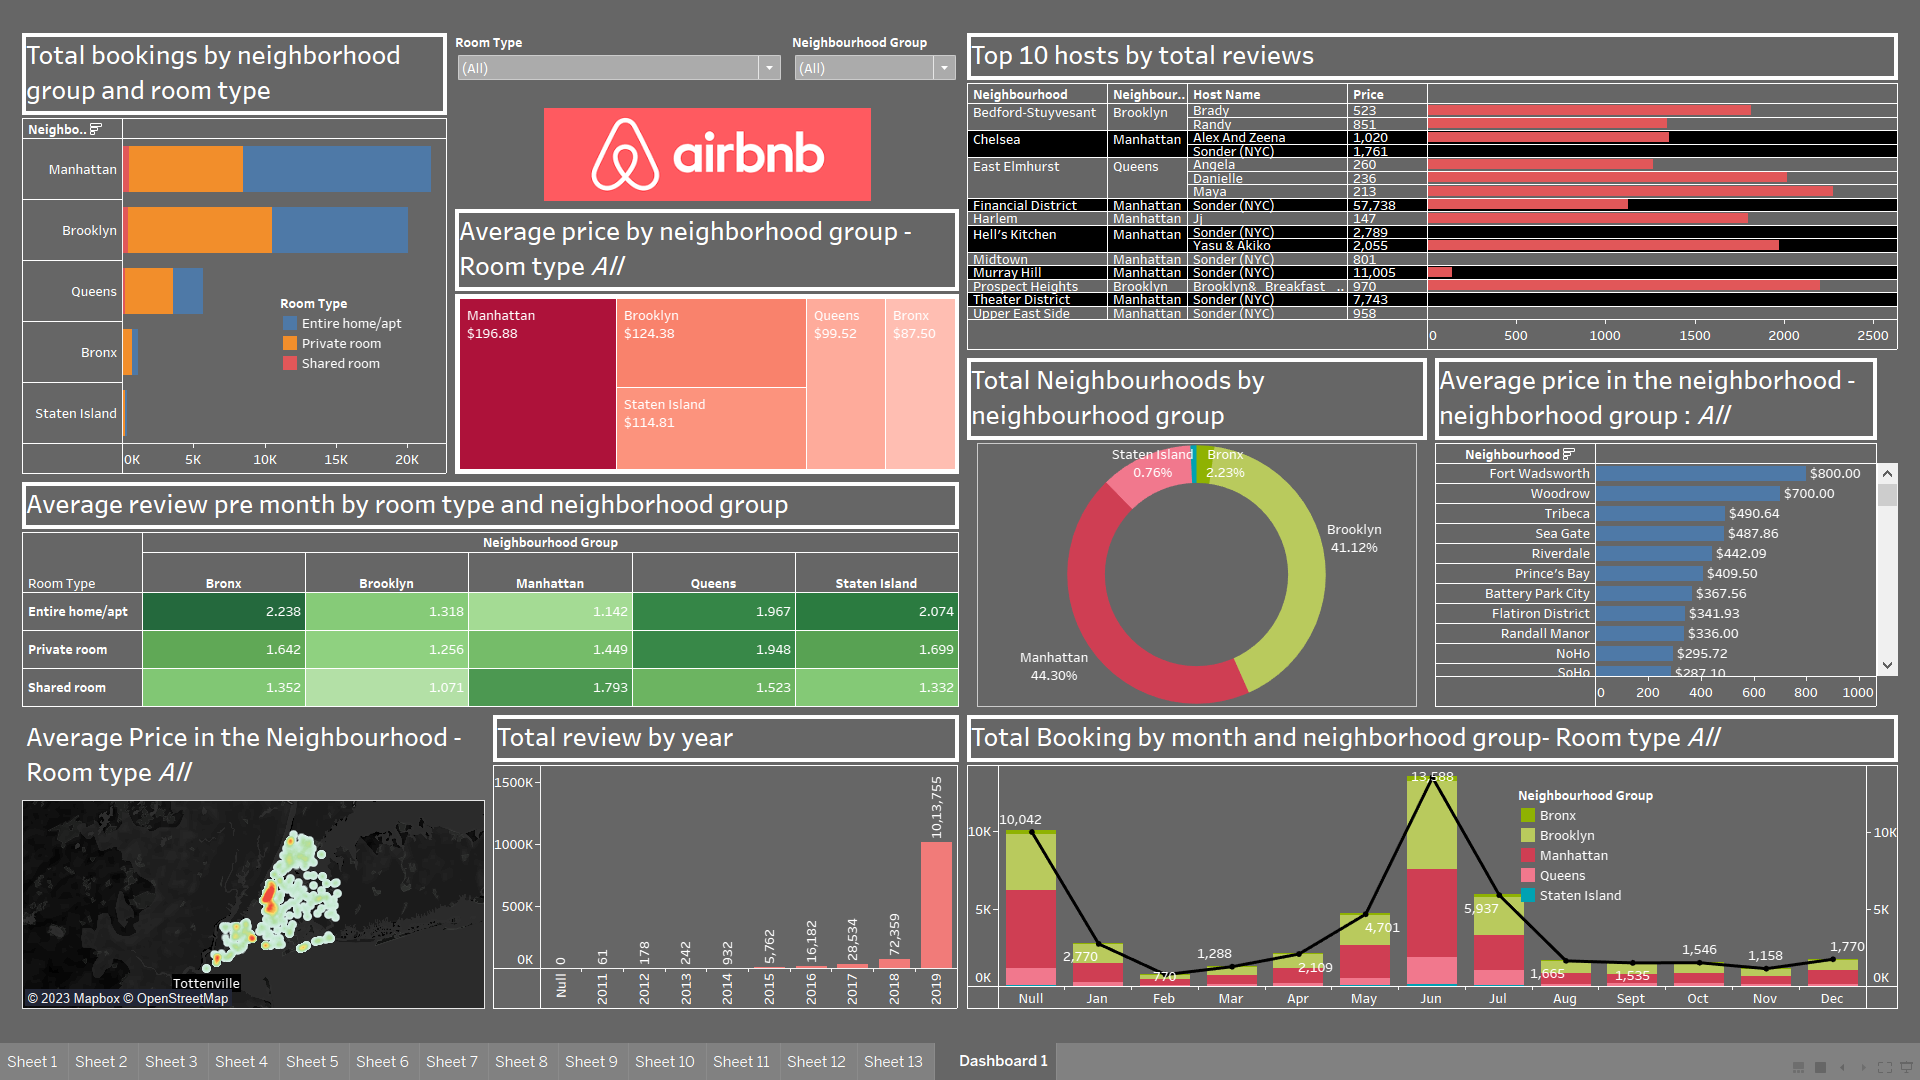 Total bookings by neighborhood
group and room type
Neighbo..
Manhattan
Brooklyn
Queens
Bronx
Staten Island
0K 5K 10K 15K 20K
Room Type
Entire home/apt
Private room
Shared room
Room Type
(All)
Neighbourhood Group
(All)
airbnb
Average price by neighborhood group -
Room type All
Manhattan
$196.88
Brooklyn
$124.38
Staten Island
$114.81
Queens
$99.52
Bronx
$87.50
Top 10 hosts by total reviews
Neighbourhood Neighbour.. Host Name Price
Bedford-Stuyvesant Brooklyn Brady 523
Randy 851
Chelsea Manhattan Alex And Zeena 1,020
Sonder (NYC) 1,761
East Elmhurst Queens Angela 260
Danielle 236
Maya 213
Financial District Manhattan Sonder (NYC) 57,738
Harlem Manhattan Jj 147
Hell's Kitchen Manhattan Sonder (NYC) 2,789
Yasu & Akiko 2,055
Midtown Manhattan Sonder (NYC) 801
Murray Hill Manhattan Sonder (NYC) 11,005
Prospect Heights Brooklyn Brooklyn& Breakfast .. 970
Theater District Manhattan Sonder (NYC) 7,743
Upper East Side Manhattan Sonder (NYC) 958
0 500 1000 1500 2000 2500
Average review pre month by room type and neighborhood group
Neighbourhood Group
Room Type Bronx Brooklyn Manhattan Queens Staten Island
Entire home/apt 2.238 1.318 1.142 1.967 2.074
Private room 1.642 1.256 1.449 1.948 1.699
Shared room 1.352 1.071 1.793 1.523 1.332
Total Neighbourhoods by
neighbourhood group
Staten Island
0.76%
Bronx
2.23%
Brooklyn
41.12%
Manhattan
44.30%
Average price in the neighborhood -
neighborhood group : All
Neighbourhood
Fort Wadsworth $800.00
Woodrow $700.00
Tribeca $490.64
Sea Gate $487.86
Riverdale $442.09
Prince's Bay $409.50
Battery Park City $367.56
Flatiron District $341.93
Randall Manor $336.00
NoHo $295.72
SoHo $287.10
0 200 400 600 800 1000
Average Price in the Neighbourhood -
Room type All
Tottenville
© 2023 Mapbox © OpenStreetMap
Total review by year
1500K
1000K
500K
0K
0 61 178 242 932 5,762 16,182 28,534 72,359 10,13,755
Null 2011 2012 2013 2014 2015 2016 2017 2018 2019
Total Booking by month and neighborhood group- Room type All
10K
5K
0K
10,042 2,770 770 1,288 2,109 4,701 13,588 5,937 1,665 1,535 1,546 1,158 1,770
Neighbourhood Group
Bronx
Brooklyn
Manhattan
Queens
Staten Island
10K
5K
0K
Null Jan Feb Mar Apr May Jun Jul Aug Sept Oct Nov Dec
Sheet 1 Sheet 2 Sheet 3 Sheet 4 Sheet 5 Sheet 6 Sheet 7 Sheet 8 Sheet 9 Sheet 10 Sheet 11 Sheet 12 Sheet 13 Dashboard 1